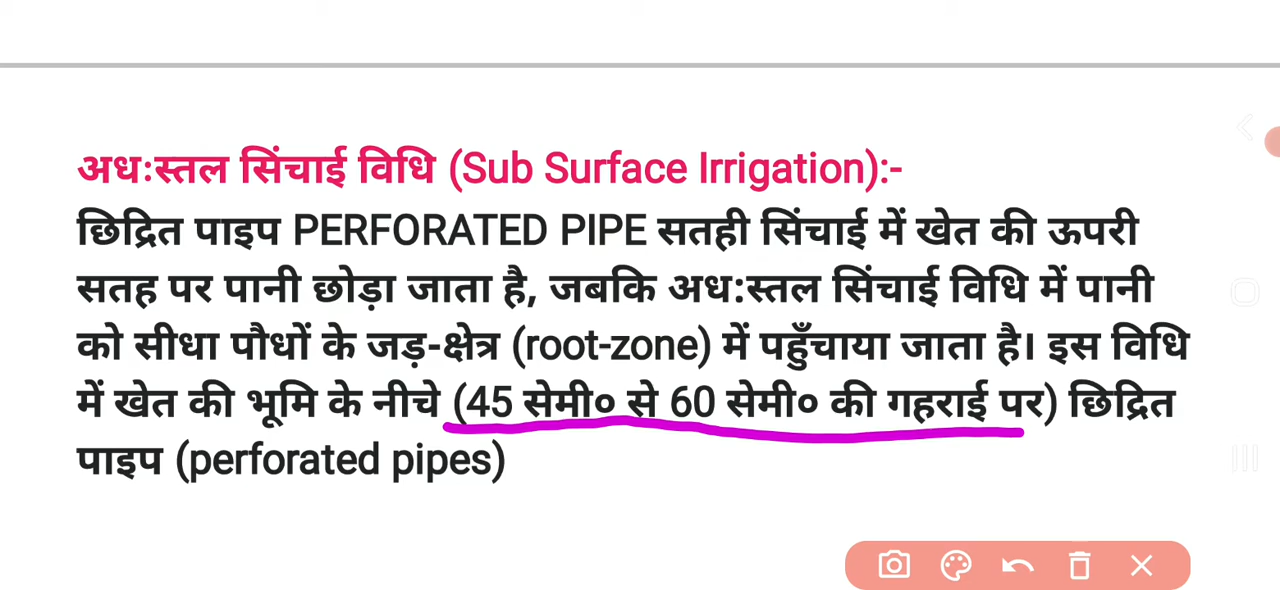 अधःस्तल सिंचाई विधि (Sub Surface Irrigation):-
छिद्रित पाइप PERFORATED PIPE सतही सिंचाई में खेत की ऊपरी
सतह पर पानी छोड़ा जाता है, जबकि अध:स्तल सिंचाई विधि में पानी
को सीधा पौधों के जड़-क्षेत्र (root-zone) में पहुँचाया जाता है। इस विधि
में खेत की भूमि के नीचे (45 सेमी० से 60 सेमी० की गहराई पर) छिद्रित
पाइप (perforated pipes)